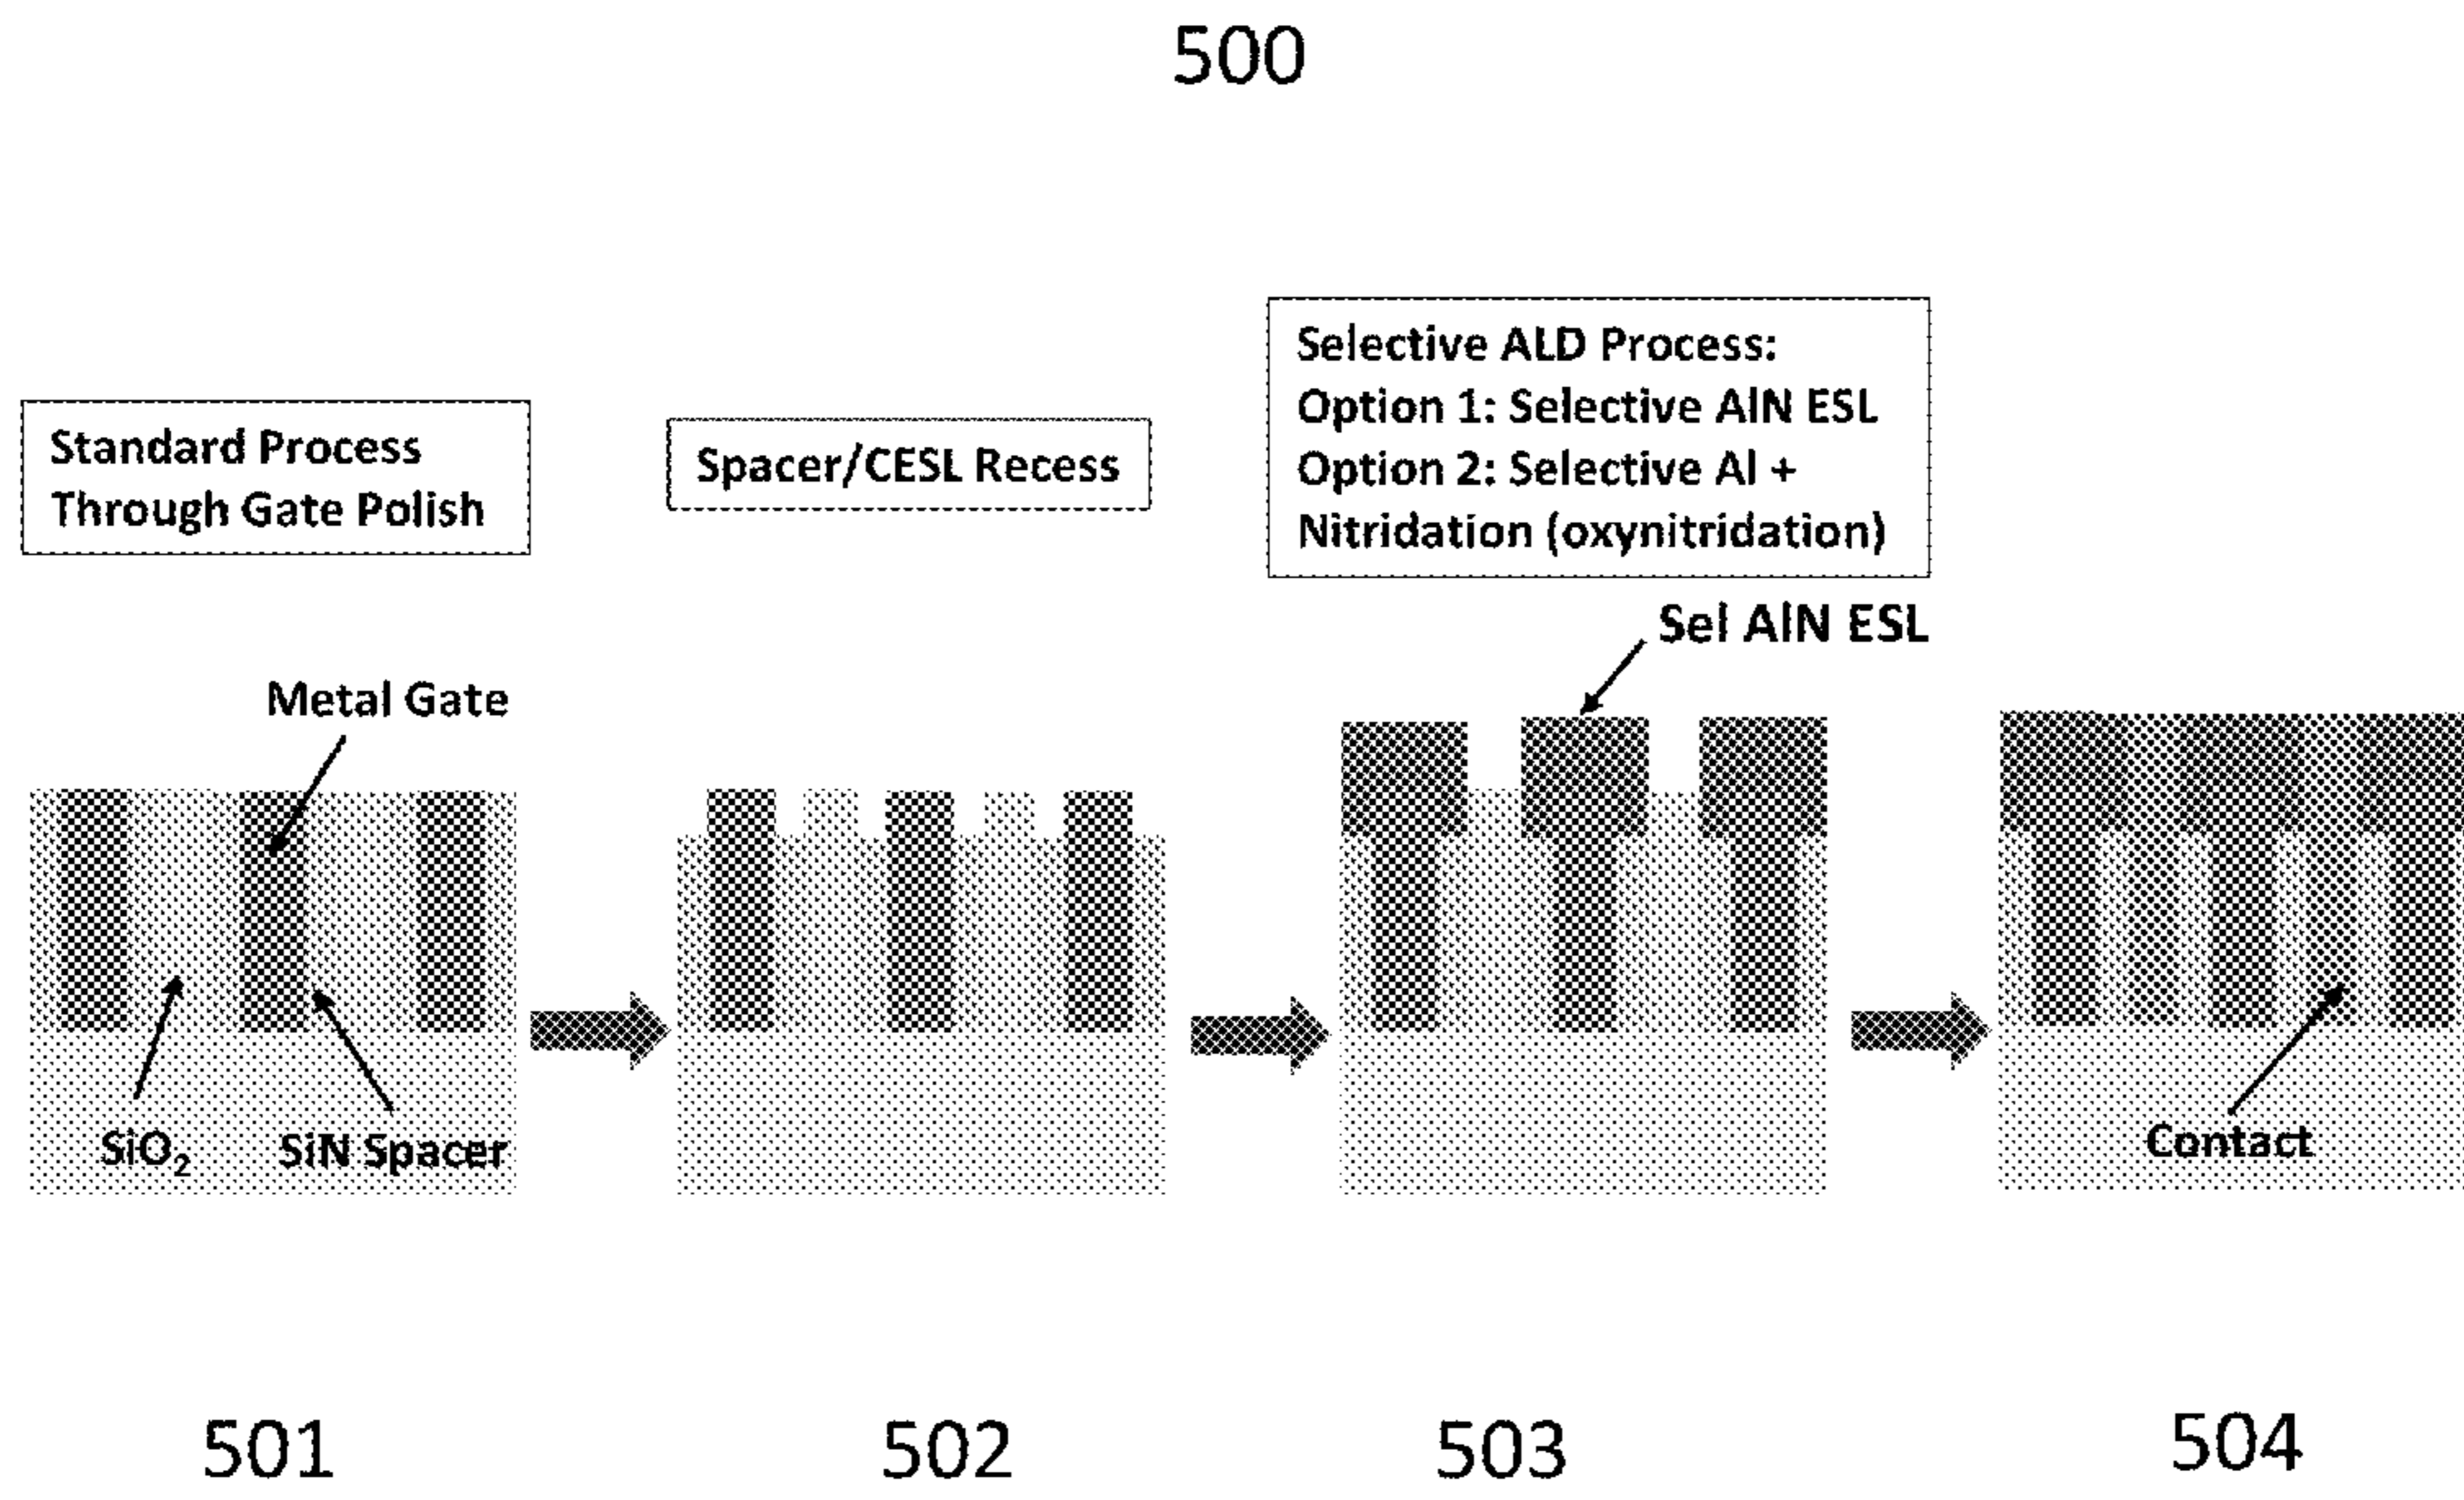 500
Standard Process
Through Gate Polish
Spacer/CESL Recess
Selective ALD Process:
Option 1: Selective AlN ESL
Option 2: Selective Al +
Nitridation (oxynitridation)
Sel AlN ESL
Metal Gate
SiO₂
SiN Spacer
Contact
501
502
503
504